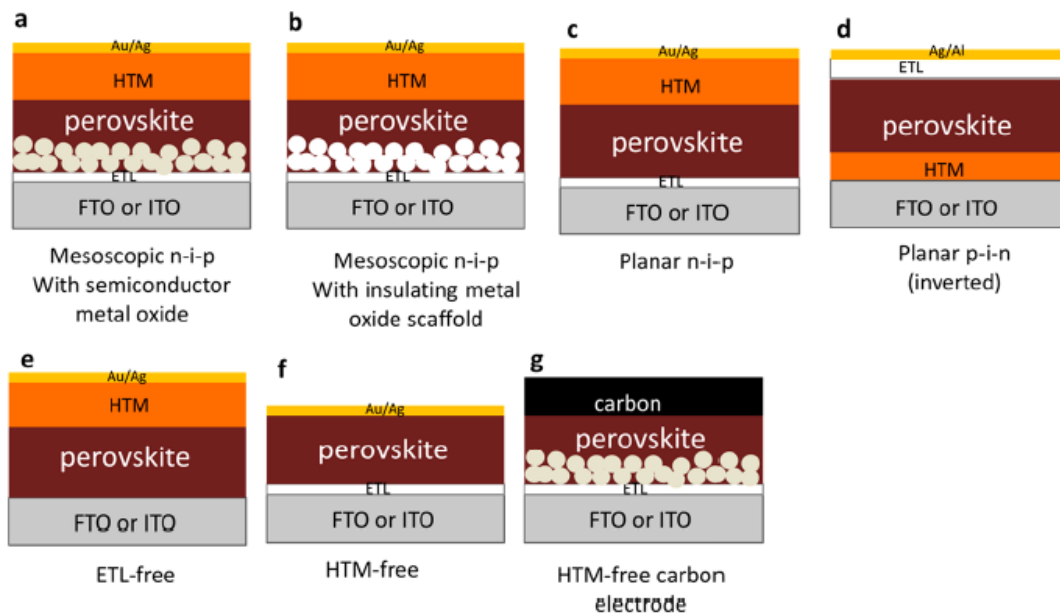 a
Au/Ag
HTM
perovskite
ETL
FTO or ITO
Mesoscopic n-i-p
With semiconductor
metal oxide
b
Au/Ag
HTM
perovskite
ETL
FTO or ITO
Mesoscopic n-i-p
With insulating metal
oxide scaffold
c
Au/Ag
HTM
perovskite
ETL
FTO or ITO
Planar n-i-p
d
Ag/Al
ETL
perovskite
HTM
FTO or ITO
Planar p-i-n
(inverted)
e
Au/Ag
HTM
perovskite
FTO or ITO
ETL-free
f
Au/Ag
perovskite
ETL
FTO or ITO
HTM-free
g
carbon
perovskite
ETL
FTO or ITO
HTM-free carbon
electrode